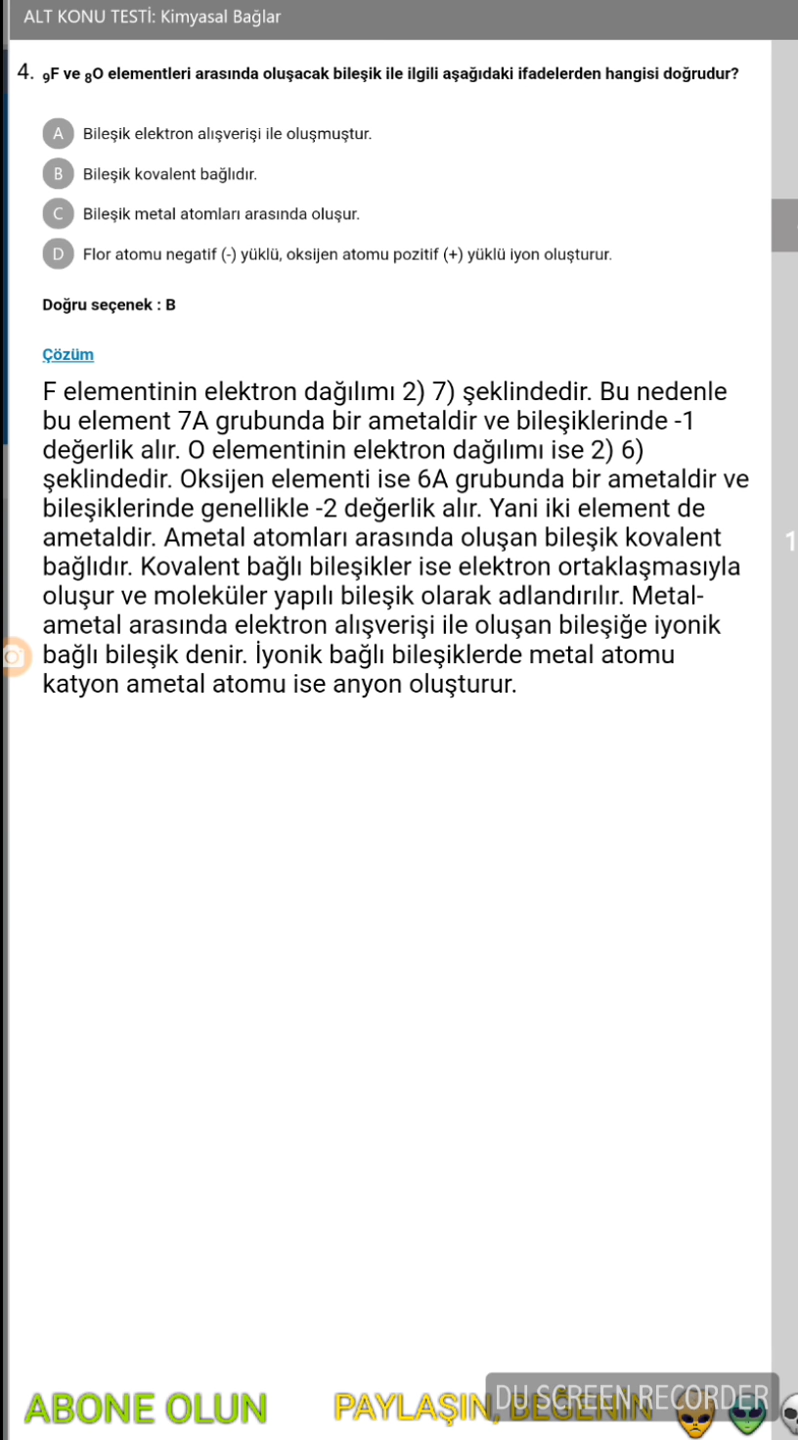 ALT KONU TESTİ: Kimyasal Bağlar
4. ₉F ve ₈O elementleri arasında oluşacak bileşik ile ilgili aşağıdaki ifadelerden hangisi doğrudur?
A Bileşik elektron alışverişi ile oluşmuştur.
B Bileşik kovalent bağlıdır.
C Bileşik metal atomları arasında oluşur.
D Flor atomu negatif (-) yüklü, oksijen atomu pozitif (+) yüklü iyon oluşturur.
Doğru seçenek : B
Çözüm
F elementinin elektron dağılımı 2) 7) şeklindedir. Bu nedenle
bu element 7A grubunda bir ametaldir ve bileşiklerinde -1
değerlik alır. O elementinin elektron dağılımı ise 2) 6)
şeklindedir. Oksijen elementi ise 6A grubunda bir ametaldir ve
bileşiklerinde genellikle -2 değerlik alır. Yani iki element de
ametaldir. Ametal atomları arasında oluşan bileşik kovalent
1
bağlıdır. Kovalent bağlı bileşikler ise elektron ortaklaşmasıyla
oluşur ve moleküler yapılı bileşik olarak adlandırılır. Metal-
ametal arasında elektron alışverişi ile oluşan bileşiğe iyonik
bağlı bileşik denir. İyonik bağlı bileşiklerde metal atomu
katyon ametal atomu ise anyon oluşturur.
ABONE OLUN PAYLAŞIN, BEĞENİN
DU SCREEN RECORDER